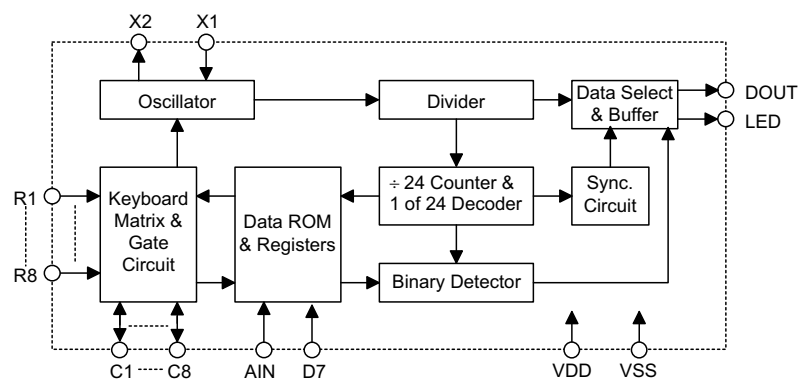 X2 X1
Oscillator
Divider
Data Select
& Buffer
DOUT
LED
R1
R8
Keyboard
Matrix &
Gate
Circuit
Data ROM
& Registers
÷ 24 Counter &
1 of 24 Decoder
Sync.
Circuit
Binary Detector
C1 C8 AIN D7 VDD VSS